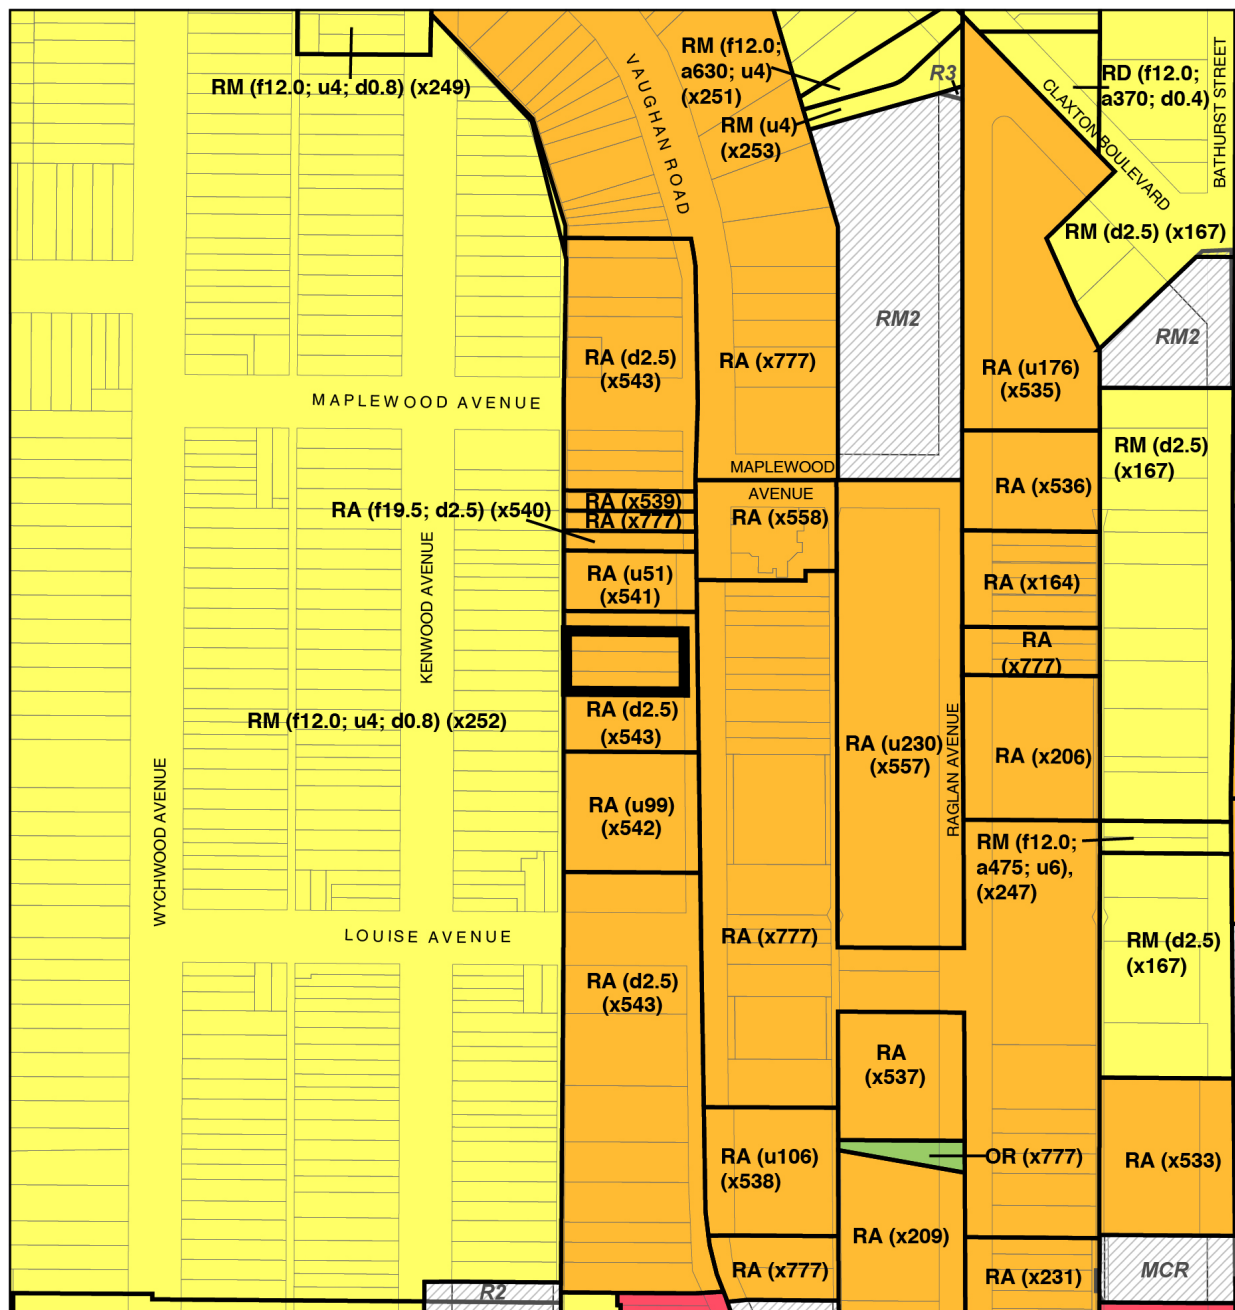 RM (f12.0; u4; d0.8) (x249)
VAUGHAN ROAD
RM (f12.0;
a630; u4)
(x251)
RM (u4)
(x253)
R3
RD (f12.0;
a370; d0.4)
CLAXTON BOULEVARD
BATHURST STREET
RM (d2.5) (x167)
RM2
RM2
RA (d2.5)
(x543)
RA (x777)
RA (u176)
(x535)
MAPLEWOOD AVENUE
RM (d2.5)
(x167)
MAPLEWOOD
AVENUE
RA (x536)
RA (x539)
RA (f19.5; d2.5) (x540)
RA (x777)
RA (x558)
KENWOOD AVENUE
RA (u51)
(x541)
RA (x164)
RA
(x777)
RA (d2.5)
(x543)
RM (f12.0; u4; d0.8) (x252)
RA (u230)
(x557)
RAGLAN AVENUE
RA (x206)
WYCHWOOD AVENUE
RA (u99)
(x542)
RM (f12.0;
a475; u6),
(x247)
LOUISE AVENUE
RA (x777)
RM (d2.5)
(x167)
RA (d2.5)
(x543)
RA
(x537)
RA (u106)
(x538)
OR (x777)
RA (x533)
RA (x209)
RA (x777)
RA (x231)
MCR
R2